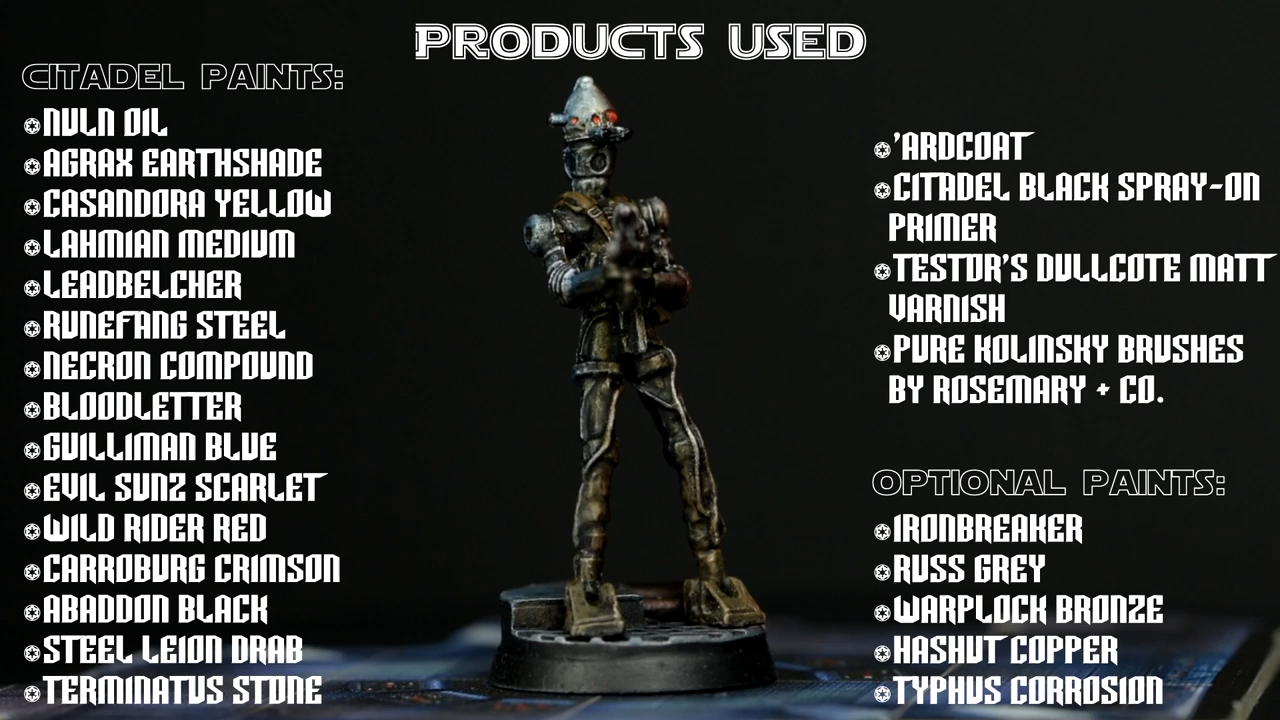 PRODUCTS USED
CITADEL PAINTS:
NULN OIL
AGRAX EARTHSHADE
CASANDORA YELLOW
LAHMIAN MEDIUM
LEADBELCHER
RUNEFANG STEEL
NECRON COMPOUND
BLOODLETTER
GUILLIMAN BLUE
EVIL SUNZ SCARLET
WILD RIDER RED
CARROBURG CRIMSON
ABADDON BLACK
STEEL LEION DRAB
TERMINATUS STONE
'ARDCOAT
CITADEL BLACK SPRAY-ON
PRIMER
TESTOR'S DULLCOTE MATT
VARNISH
PURE KOLINSKY BRUSHES
BY ROSEMARY + CO.
OPTIONAL PAINTS:
IRONBREAKER
RUSS GREY
WARPLOCK BRONZE
HASHUT COPPER
TYPHUS CORROSION